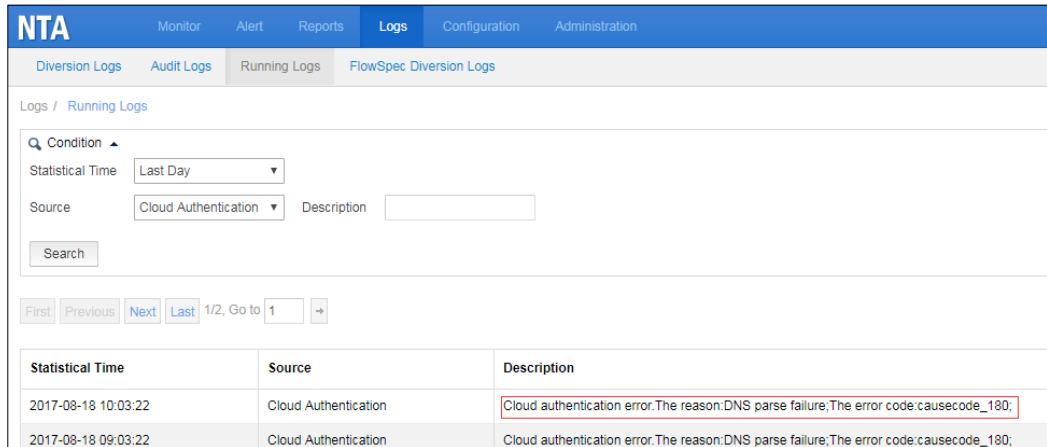 NTA Monitor Alert Reports Logs Configuration Administration
Diversion Logs Audit Logs Running Logs FlowSpec Diversion Logs
Logs / Running Logs
Condition
Statistical Time Last Day
Source Cloud Authentication Description
Search
First Previous Next Last 1/2, Go to 1
Statistical Time Source Description
2017-08-18 10:03:22 Cloud Authentication Cloud authentication error.The reason:DNS parse failure;The error code:causecode_180;
2017-08-18 09:03:22 Cloud Authentication Cloud authentication error.The reason:DNS parse failure;The error code:causecode_180;